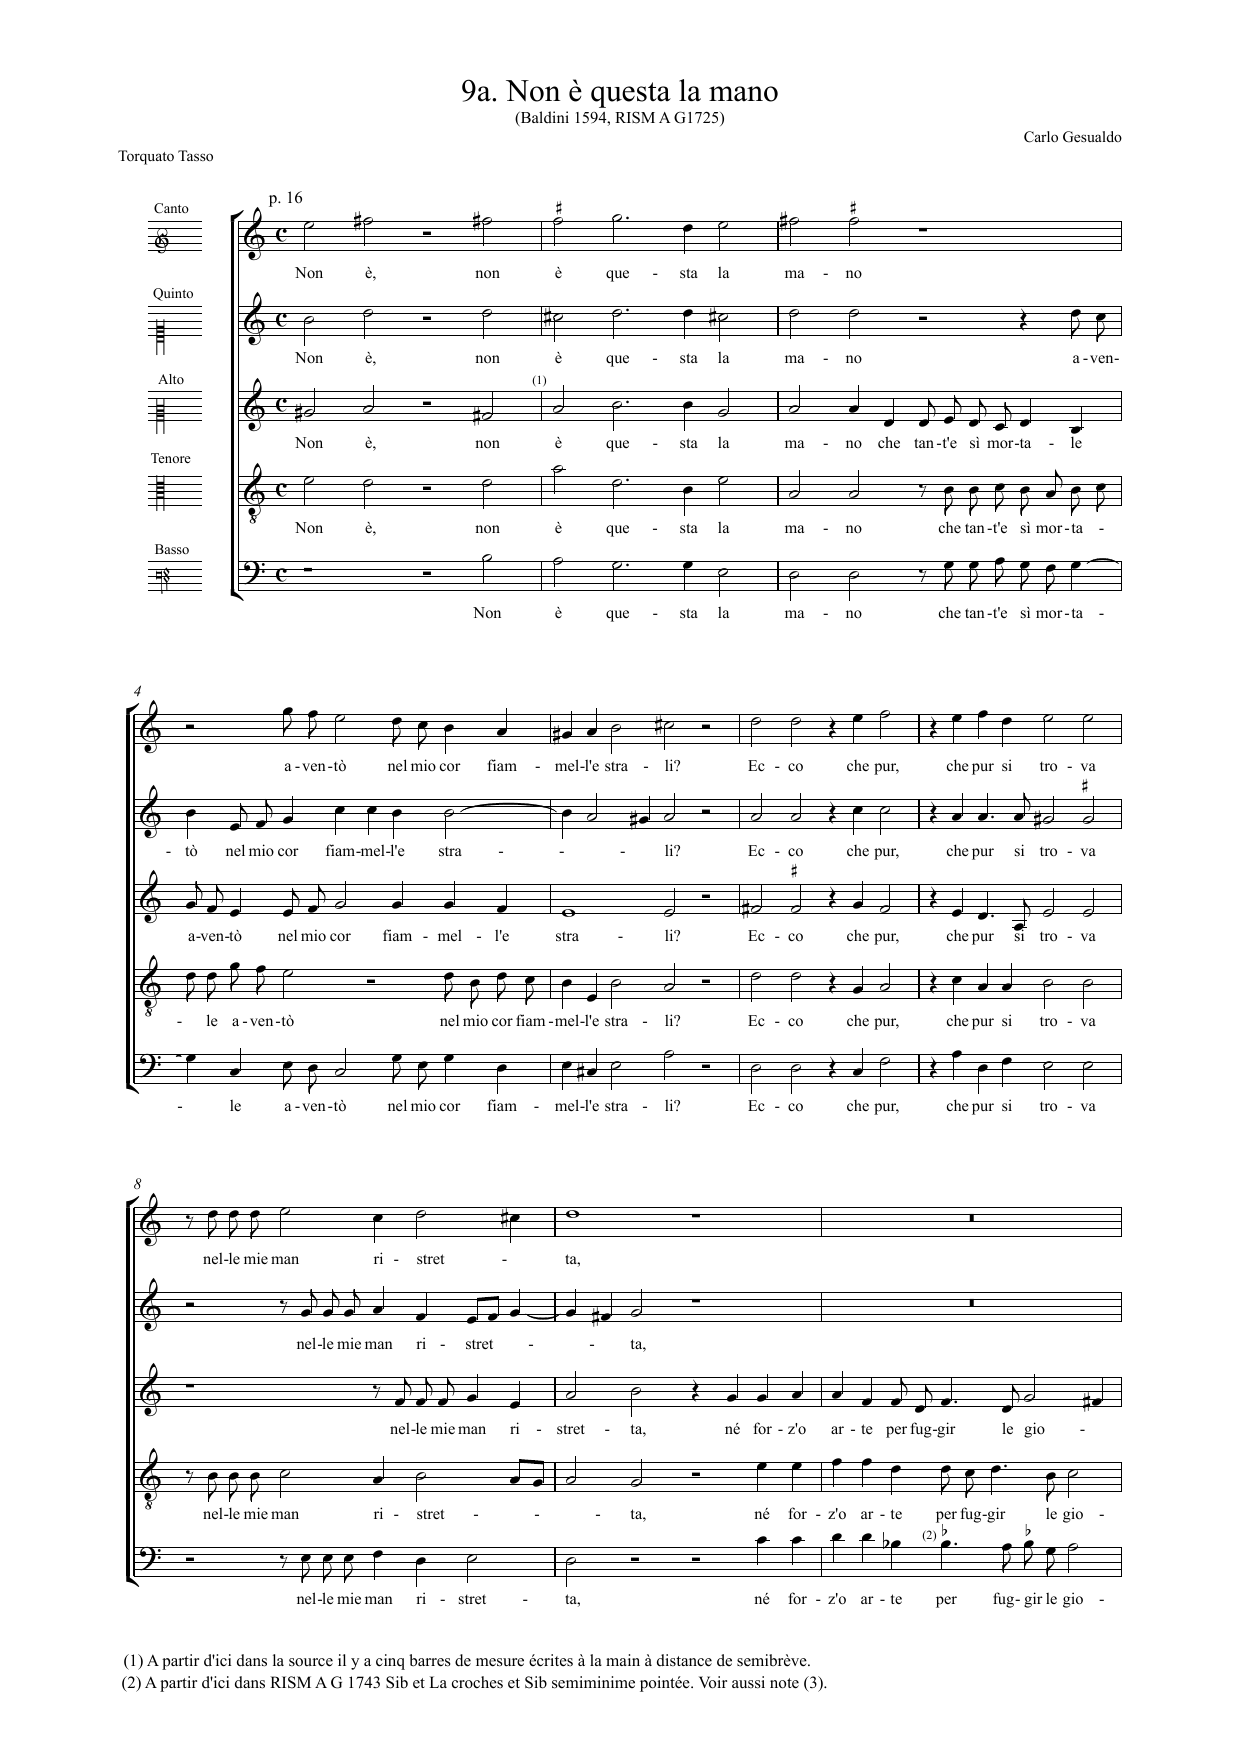 9a. Non è questa la mano
(Baldini 1594, RISM A G1725)
Carlo Gesualdo
Torquato Tasso
p. 16
Canto
Non è, non è que - sta la ma - no
Quinto
Non è, non è que - sta la ma - no a - ven-
Alto
(1)
Non è, non è que - sta la ma - no che tan-t'e sì mor-ta - le
Tenore
8
Non è, non è que - sta la ma - no che tan-t'e sì mor-ta -
Basso
Non è que - sta la ma - no che tan-t'e sì mor-ta -
4
a - ven-tò nel mio cor fiam - mel-l'e stra - li? Ec - co che pur, che pur si tro - va
- tò nel mio cor fiam-mel-l'e stra - - - li? Ec - co che pur, che pur si tro - va
a-ven-tò nel mio cor fiam - mel - l'e stra - li? Ec - co che pur, che pur si tro - va
8
- le a - ven-tò nel mio cor fiam-mel-l'e stra - li? Ec - co che pur, che pur si tro - va
- le a - ven-tò nel mio cor fiam - mel-l'e stra - li? Ec - co che pur, che pur si tro - va
8
nel-le mie man ri - stret - ta,
nel-le mie man ri - stret - - ta,
nel-le mie man ri - stret - ta, né for - z'o ar - te per fug-gir le gio -
8
nel-le mie man ri - stret - - - ta, né for - z'o ar - te per fug-gir le gio -
(2)
nel-le mie man ri - stret - ta, né for - z'o ar - te per fug- gir le gio -
(1) A partir d'ici dans la source il y a cinq barres de mesure écrites à la main à distance de semibrève.
(2) A partir d'ici dans RISM A G 1743 Sib et La croches et Sib semiminime pointée. Voir aussi note (3).